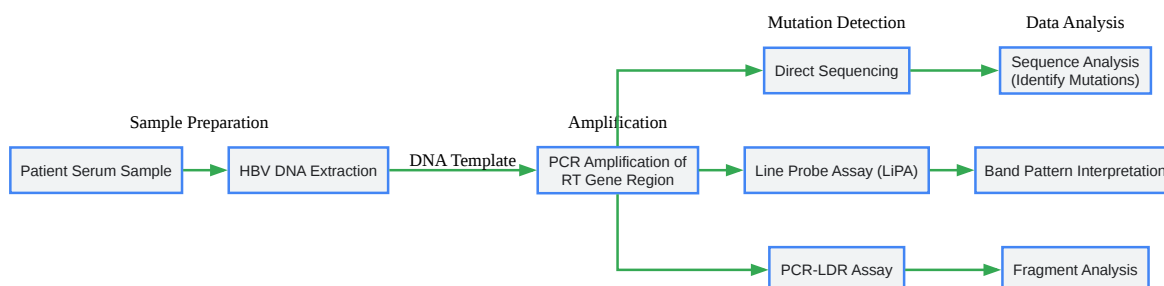 Mutation Detection
Data Analysis
Direct Sequencing
Sequence Analysis
(Identify Mutations)
Sample Preparation
Amplification
Patient Serum Sample
HBV DNA Extraction
DNA Template
PCR Amplification of
RT Gene Region
Line Probe Assay (LiPA)
Band Pattern Interpretation
PCR-LDR Assay
Fragment Analysis